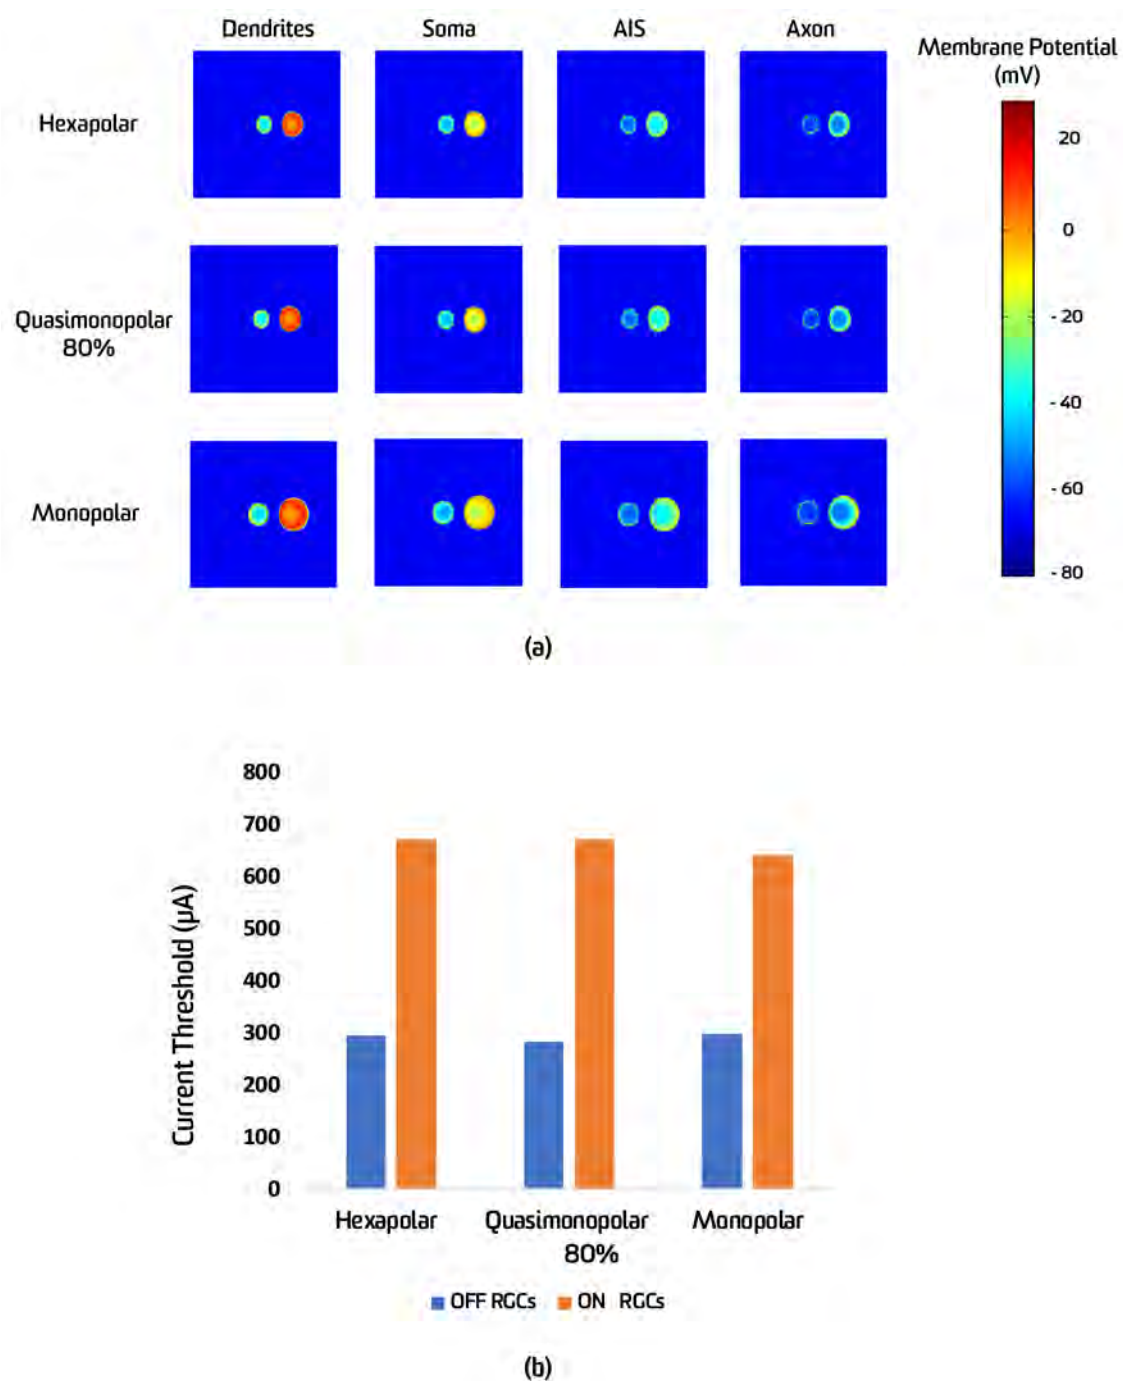 Dendrites Soma AIS Axon
Membrane Potential
(mV)
Hexapolar
20
0
Quasimonopolar
80%
- 20
- 40
Monopolar
- 60
- 80
(a)
800
700
600
500
400
300
200
100
0
Current Threshold (µA)
Hexapolar Quasimonopolar Monopolar
80%
OFF RGCs ON RGCs
(b)